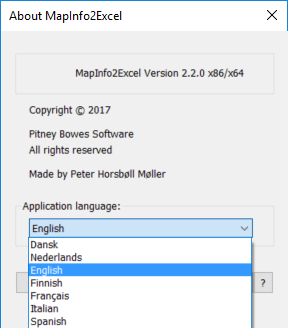 About MapInfo2Excel
MapInfo2Excel Version 2.2.0 x86/x64
Copyright © 2017
Pitney Bowes Software
All rights reserved
Made by Peter Horsbøll Møller
Application language:
English
Dansk
Nederlands
English
Finnish
Français
Italian
Spanish
?